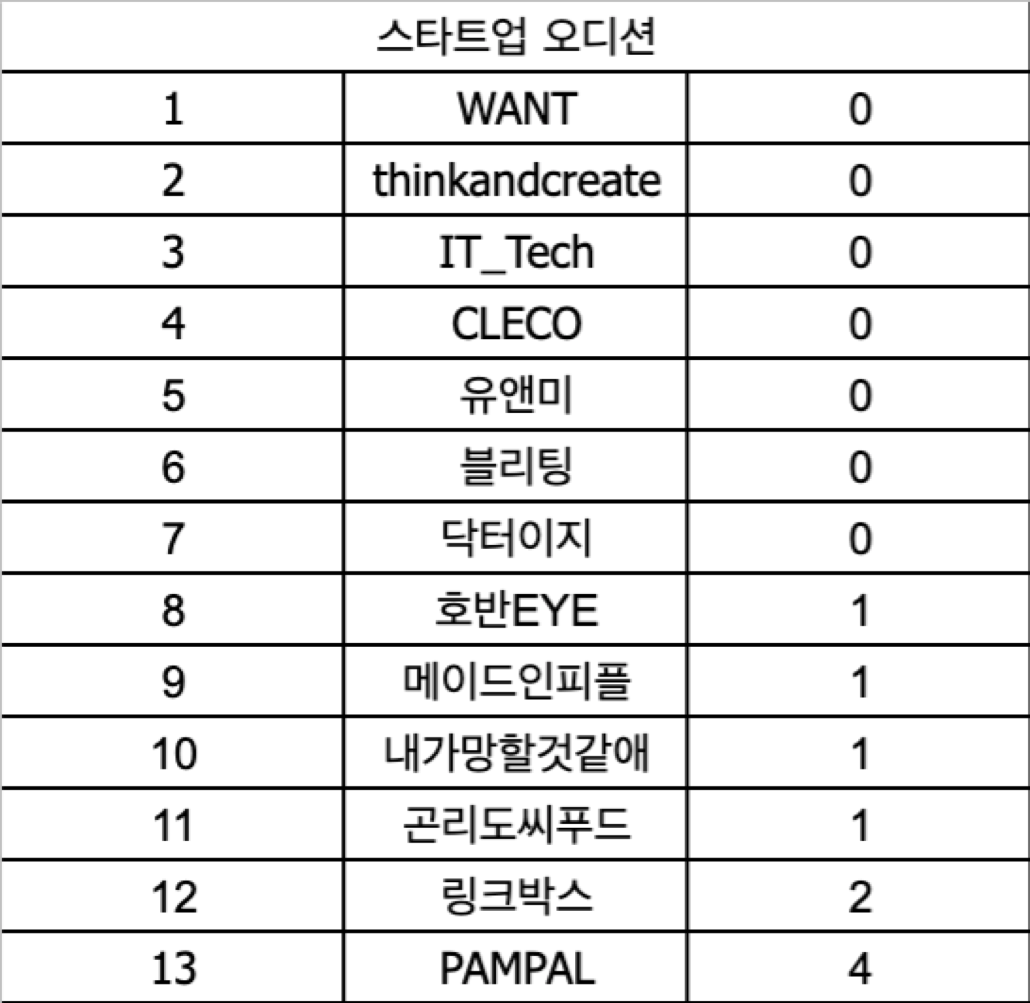 스타트업 오디션
1 WANT 0
2 thinkandcreate 0
3 IT_Tech 0
4 CLECO 0
5 유앤미 0
6 블리팅 0
7 닥터이지 0
8 호반EYE 1
9 메이드인피플 1
10 내가망할것같애 1
11 곤리도씨푸드 1
12 링크박스 2
13 PAMPAL 4